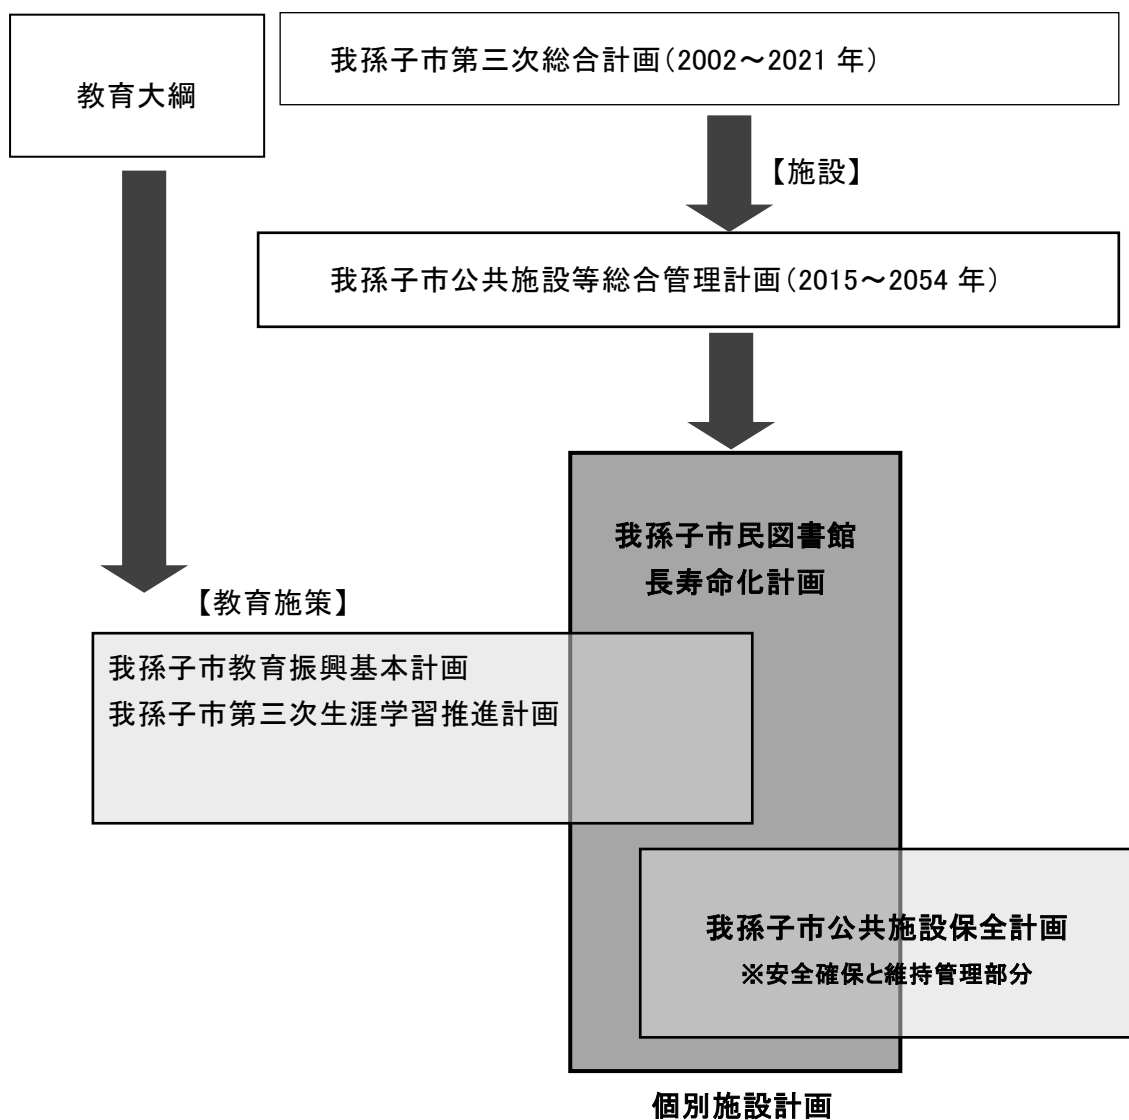 教育大綱
我孫子市第三次総合計画（2002～2021 年）
【施設】
我孫子市公共施設等総合管理計画（2015～2054 年）
我孫子市民図書館
長寿命化計画
【教育施策】
我孫子市教育振興基本計画
我孫子市第三次生涯学習推進計画
我孫子市公共施設保全計画
※安全確保と維持管理部分
個別施設計画